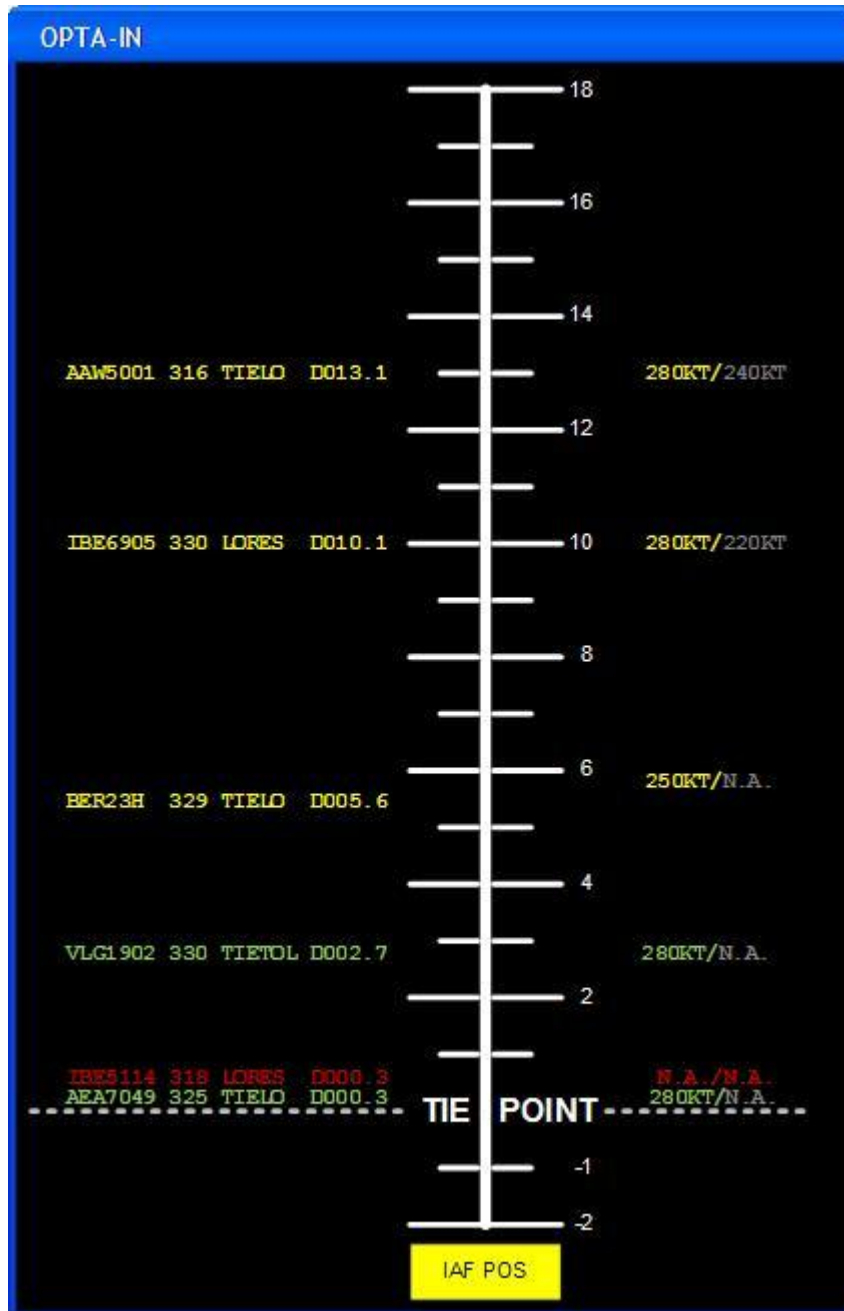 OPTA-IN
18
16
14
AAW5001 316 TIELO D013.1 280KT/240KT
12
IBE6905 330 LORES D010.1 10 280KT/220KT
8
6 250KT/N.A.
BER23H 329 TIELO D005.6
4
VLG1902 330 TIETOL D002.7 280KT/N.A.
2
IBE5114 318 LORES D000.3 N.A./N.A.
AEA7049 325 TIELO D000.3 280KT/N.A.
TIE POINT
-1
-2
IAF POS